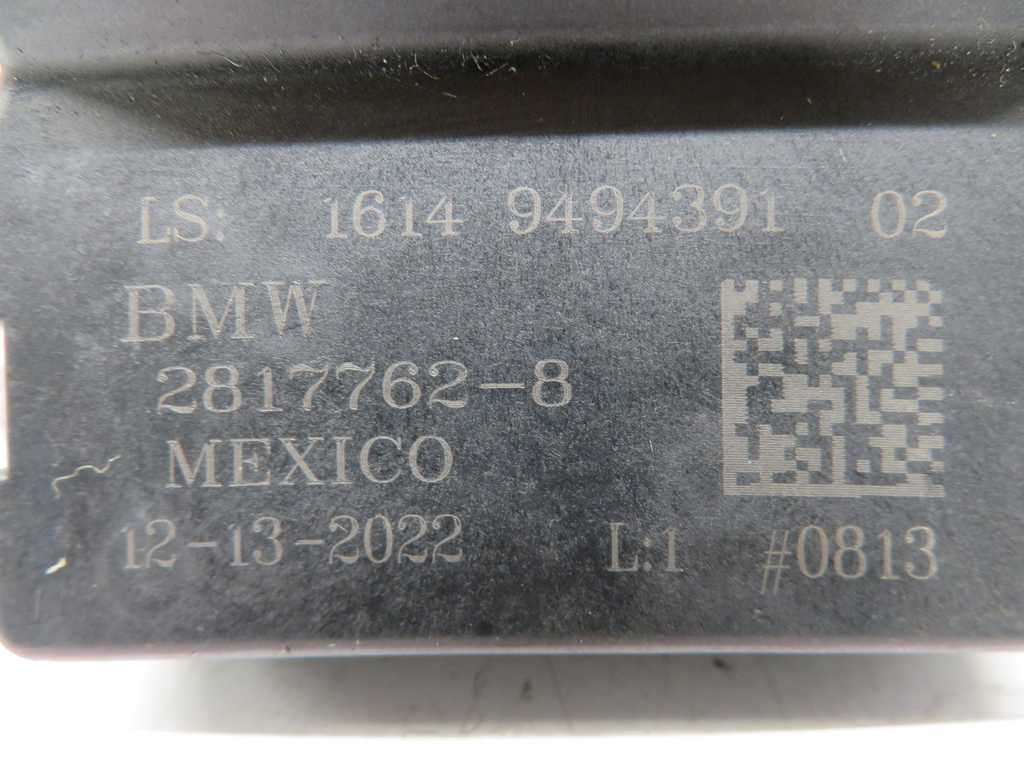 LS: 1614 9494391 02
BMW
2817762-8
MEXICO
12-13-2022 L:1 #0813